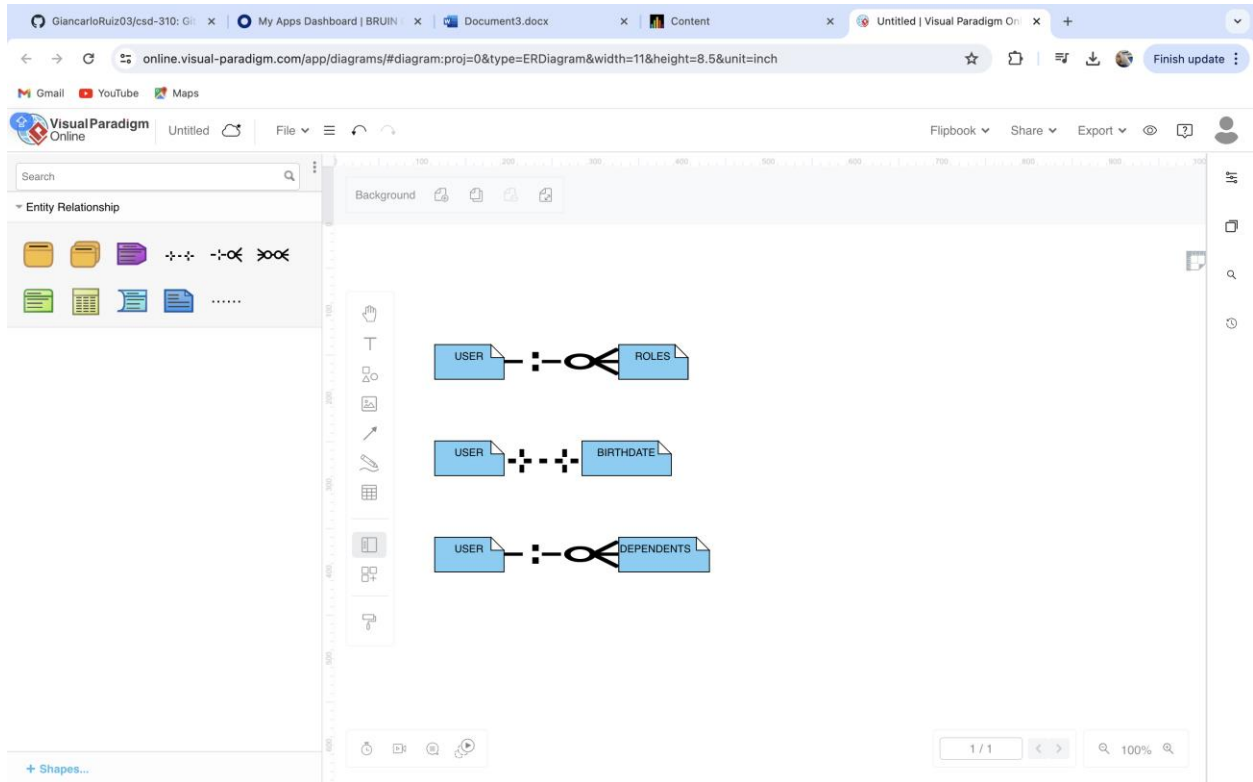 GiancarloRuiz03/csd-310: Git
My Apps Dashboard | BRUIN
Document3.docx
Content
Untitled | Visual Paradigm On
online.visual-paradigm.com/app/diagrams/#diagram:proj=0&type=ERDiagram&width=11&height=8.5&unit=inch
Finish update
Gmail YouTube Maps
Visual Paradigm
Online
Untitled
File
Flipbook Share Export
Search
Background
Entity Relationship
USER ROLES
USER BIRTHDATE
USER DEPENDENTS
1 / 1
100%
+ Shapes...